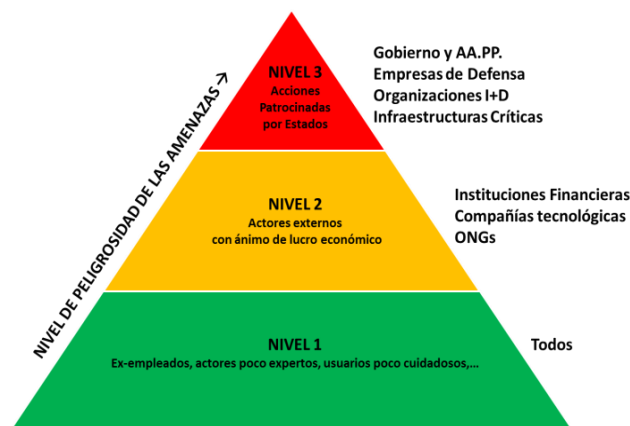 NIVEL DE PELIGROSIDAD DE LAS AMENAZAS →
NIVEL 3
Acciones
Patrocinadas
por Estados
Gobierno y AA.PP.
Empresas de Defensa
Organizaciones I+D
Infraestructuras Críticas
NIVEL 2
Actores externos
con ánimo de lucro económico
Instituciones Financieras
Compañías tecnológicas
ONGs
NIVEL 1
Ex-empleados, actores poco expertos, usuarios poco cuidadosos,...
Todos